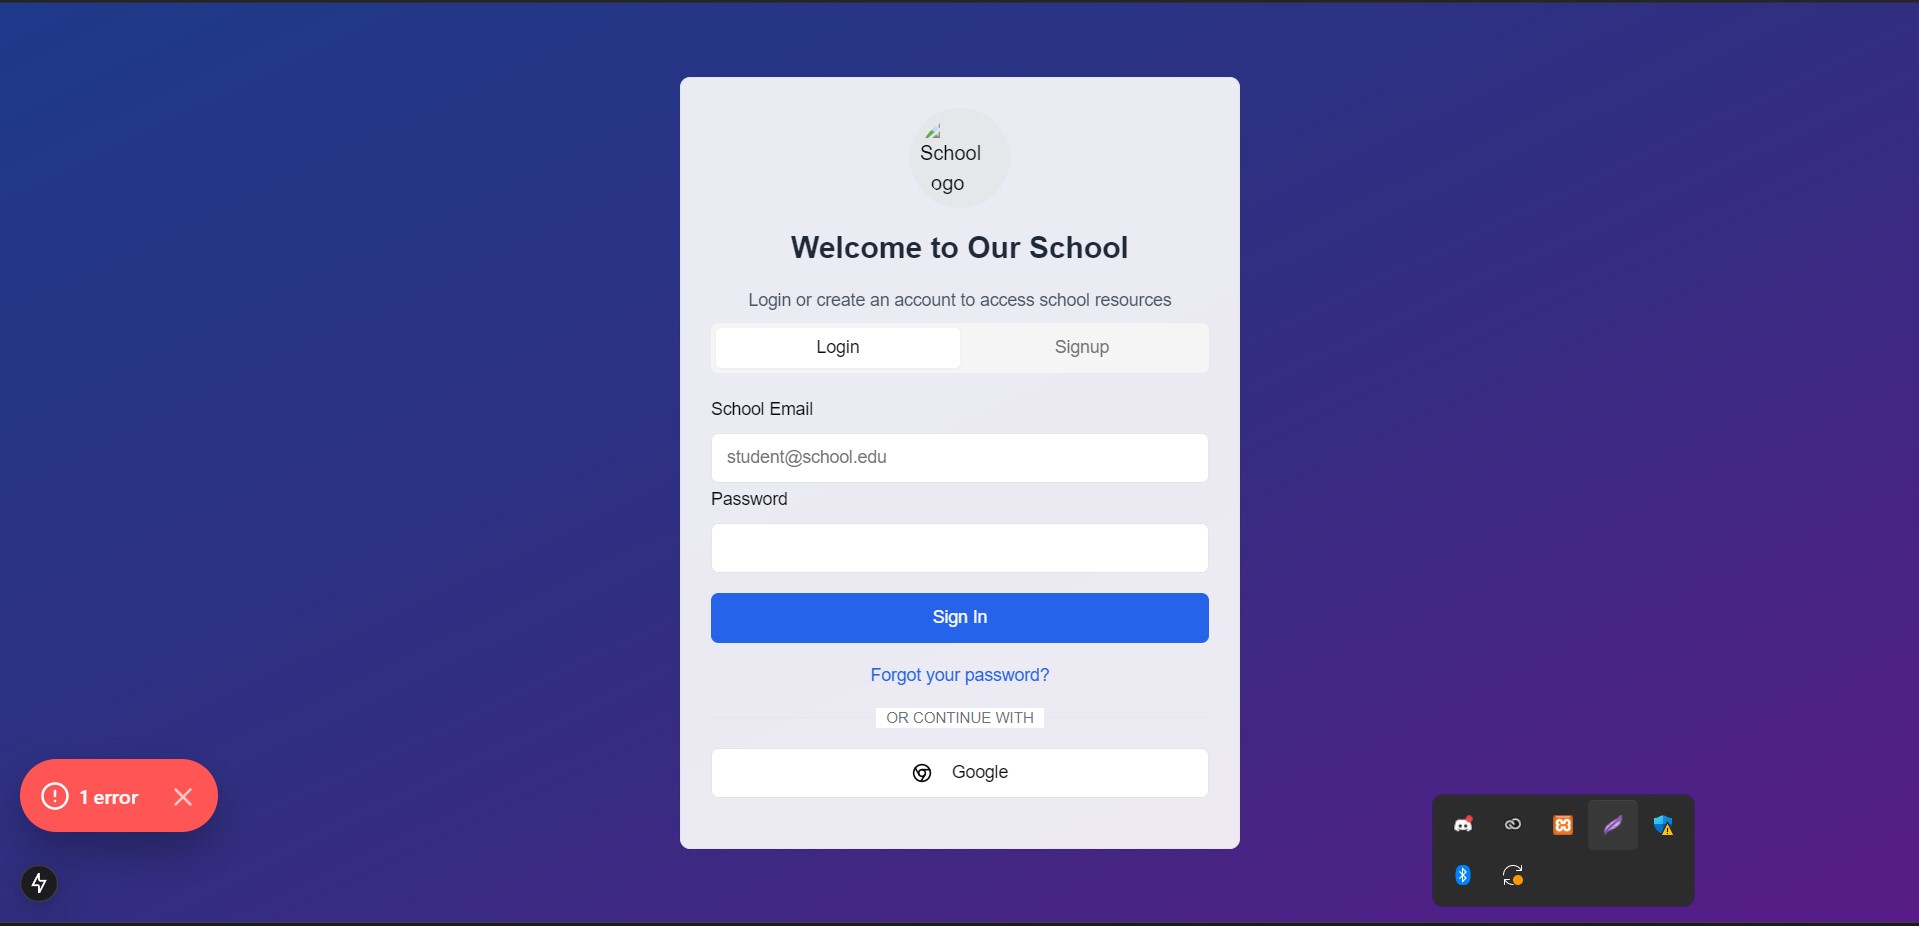 School
ogo
Welcome to Our School
Login or create an account to access school resources
Login
Signup
School Email
student@school.edu
Password
Sign In
Forgot your password?
OR CONTINUE WITH
Google
1 error